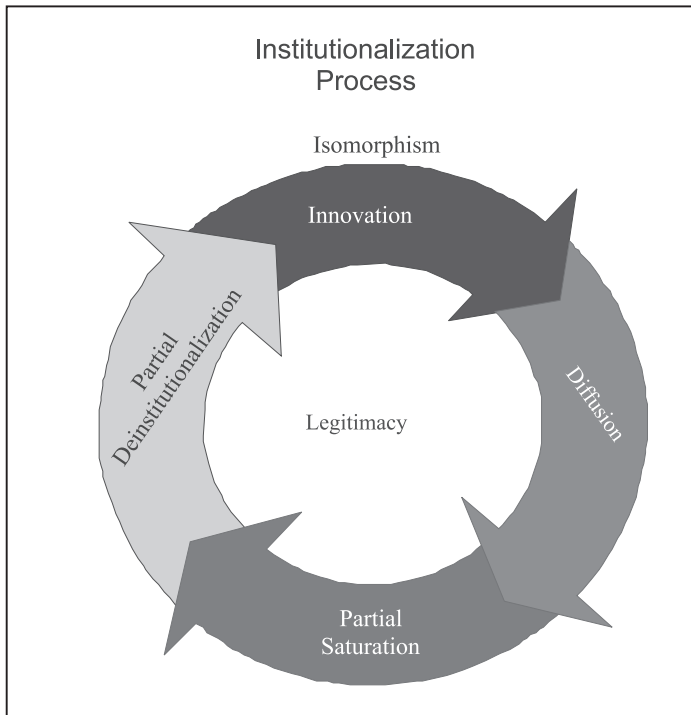 Institutionalization
Process
Isomorphism
Innovation
Diffusion
Partial
Saturation
Partial
Deinstitutionalization
Legitimacy